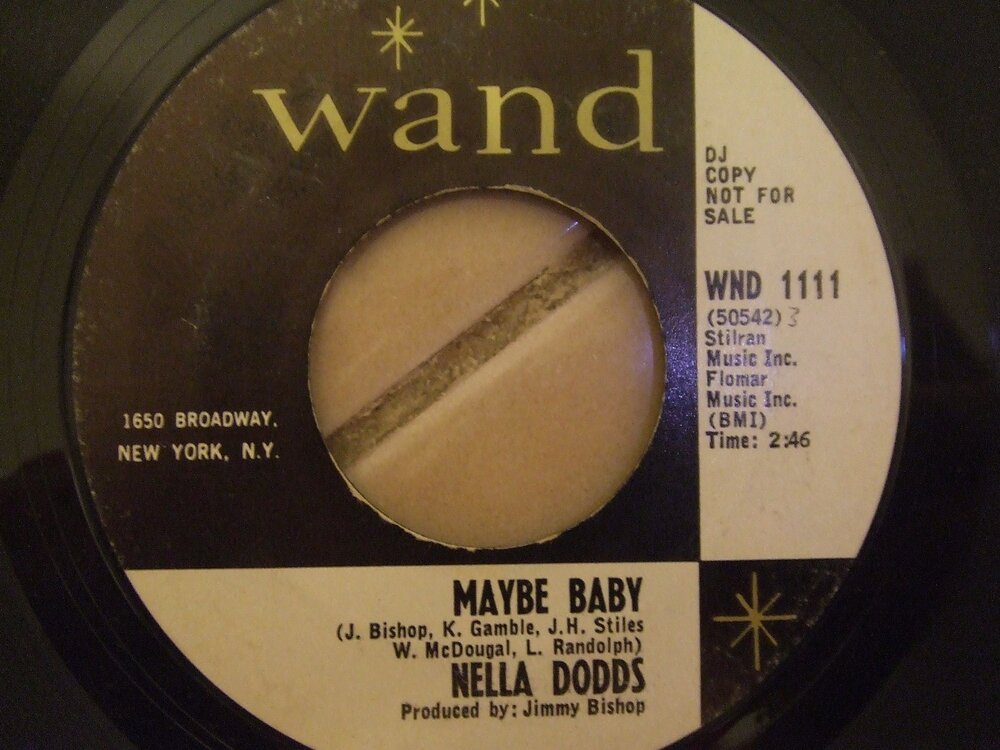 wand
DJ
COPY
NOT FOR
SALE
WND 1111
(50542) 3
Stilran
Music Inc.
Flomar
Music Inc.
(BMI)
Time: 2:46
1650 BROADWAY,
NEW YORK, N.Y.
MAYBE BABY
(J. Bishop, K. Gamble, J.H. Stiles
W. McDougal, L. Randolph)
NELLA DODDS
Produced by: Jimmy Bishop